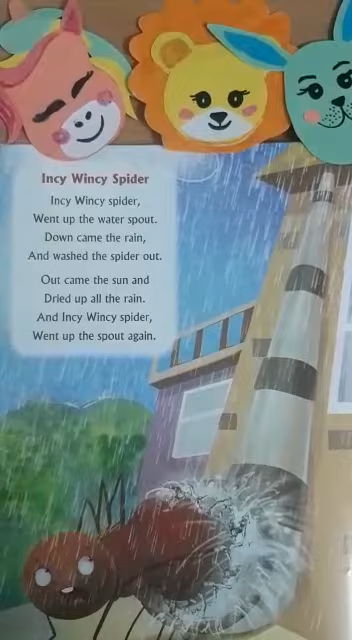 Incy Wincy Spider
Incy Wincy spider,
Went up the water spout.
Down came the rain,
And washed the spider out.
Out came the sun and
Dried up all the rain.
And Incy Wincy spider,
Went up the spout again.